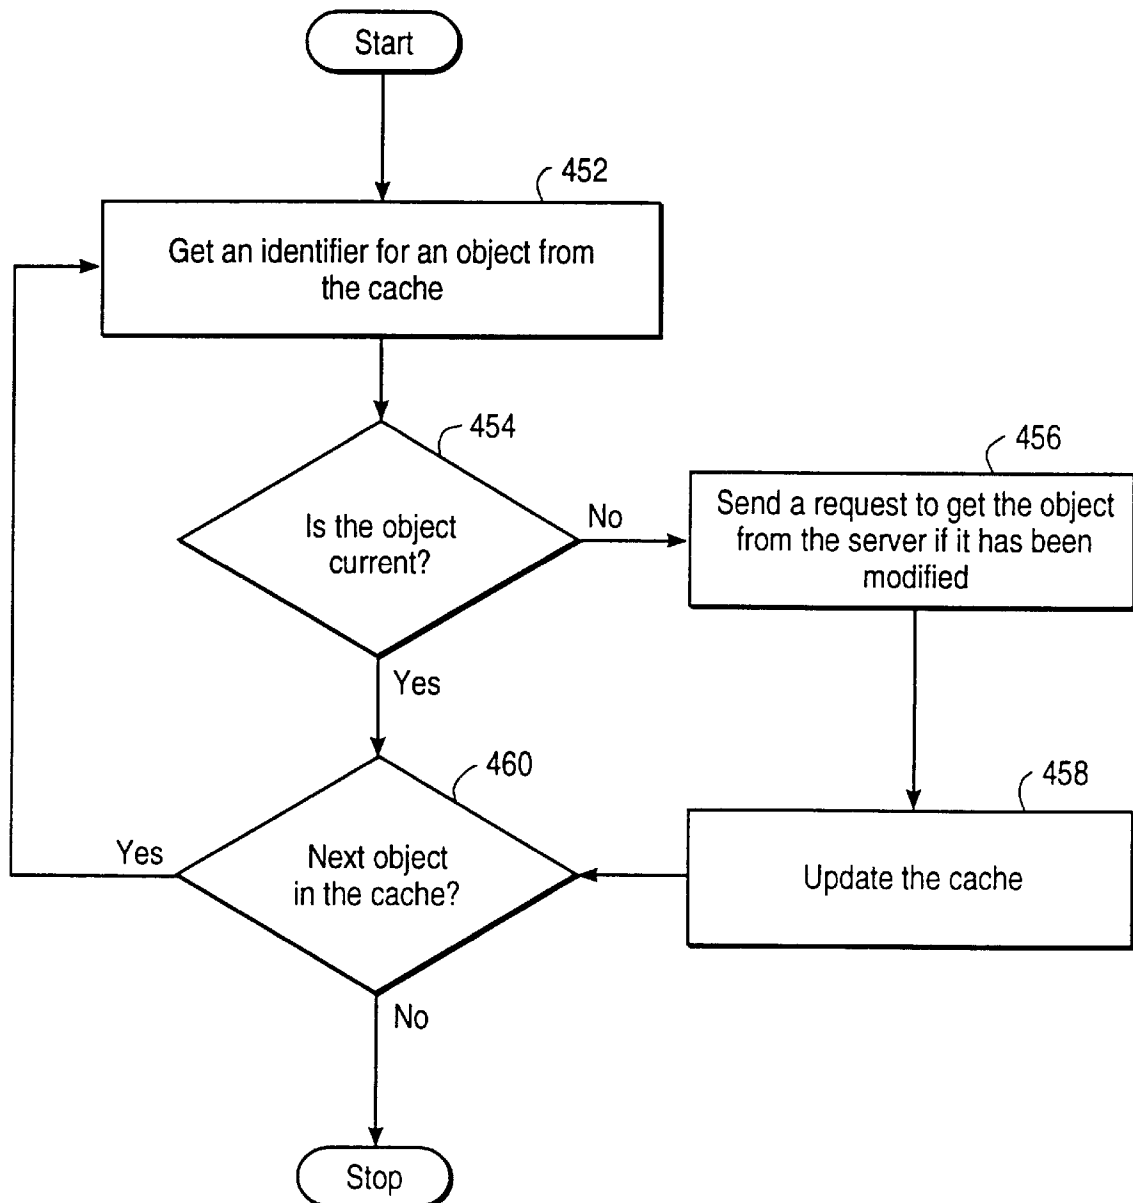 Start
452
Get an identifier for an object from
the cache
454
Is the object
current?
No
456
Send a request to get the object
from the server if it has been
modified
Yes
460
Next object
in the cache?
Yes
458
Update the cache
No
Stop